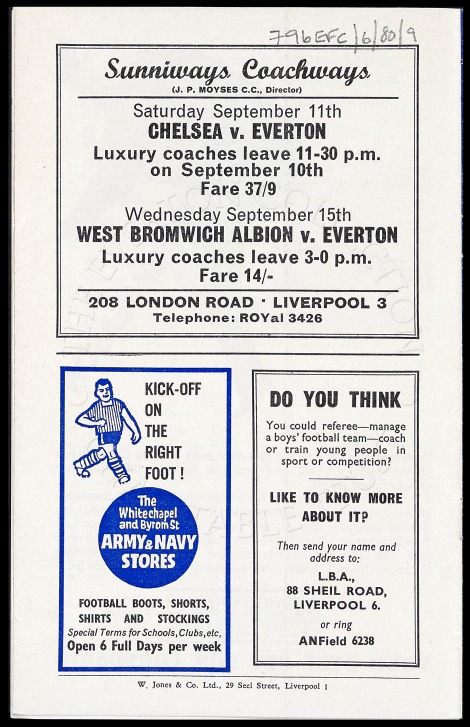 796EFC/6/80/9
Sunniways Coachways
(J. P. MOYSES C.C., Director)
Saturday September 11th
CHELSEA v. EVERTON
Luxury coaches leave 11-30 p.m.
on September 10th
Fare 37/9
Wednesday September 15th
WEST BROMWICH ALBION v. EVERTON
Luxury coaches leave 3-0 p.m.
Fare 14/-
208 LONDON ROAD · LIVERPOOL 3
Telephone: ROYal 3426
KICK-OFF
ON
THE
RIGHT
FOOT !
The
Whitechapel
and Byrom St
ARMY & NAVY
STORES
FOOTBALL BOOTS, SHORTS,
SHIRTS AND STOCKINGS
Special Terms for Schools, Clubs, etc,
Open 6 Full Days per week
DO YOU THINK
You could referee—manage
a boys' football team—coach
or train young people in
sport or competition?
LIKE TO KNOW MORE
ABOUT IT?
Then send your name and
address to:
L.B.A.,
88 SHEIL ROAD,
LIVERPOOL 6.
or ring
ANField 6238
W. Jones & Co. Ltd., 29 Seel Street, Liverpool 1